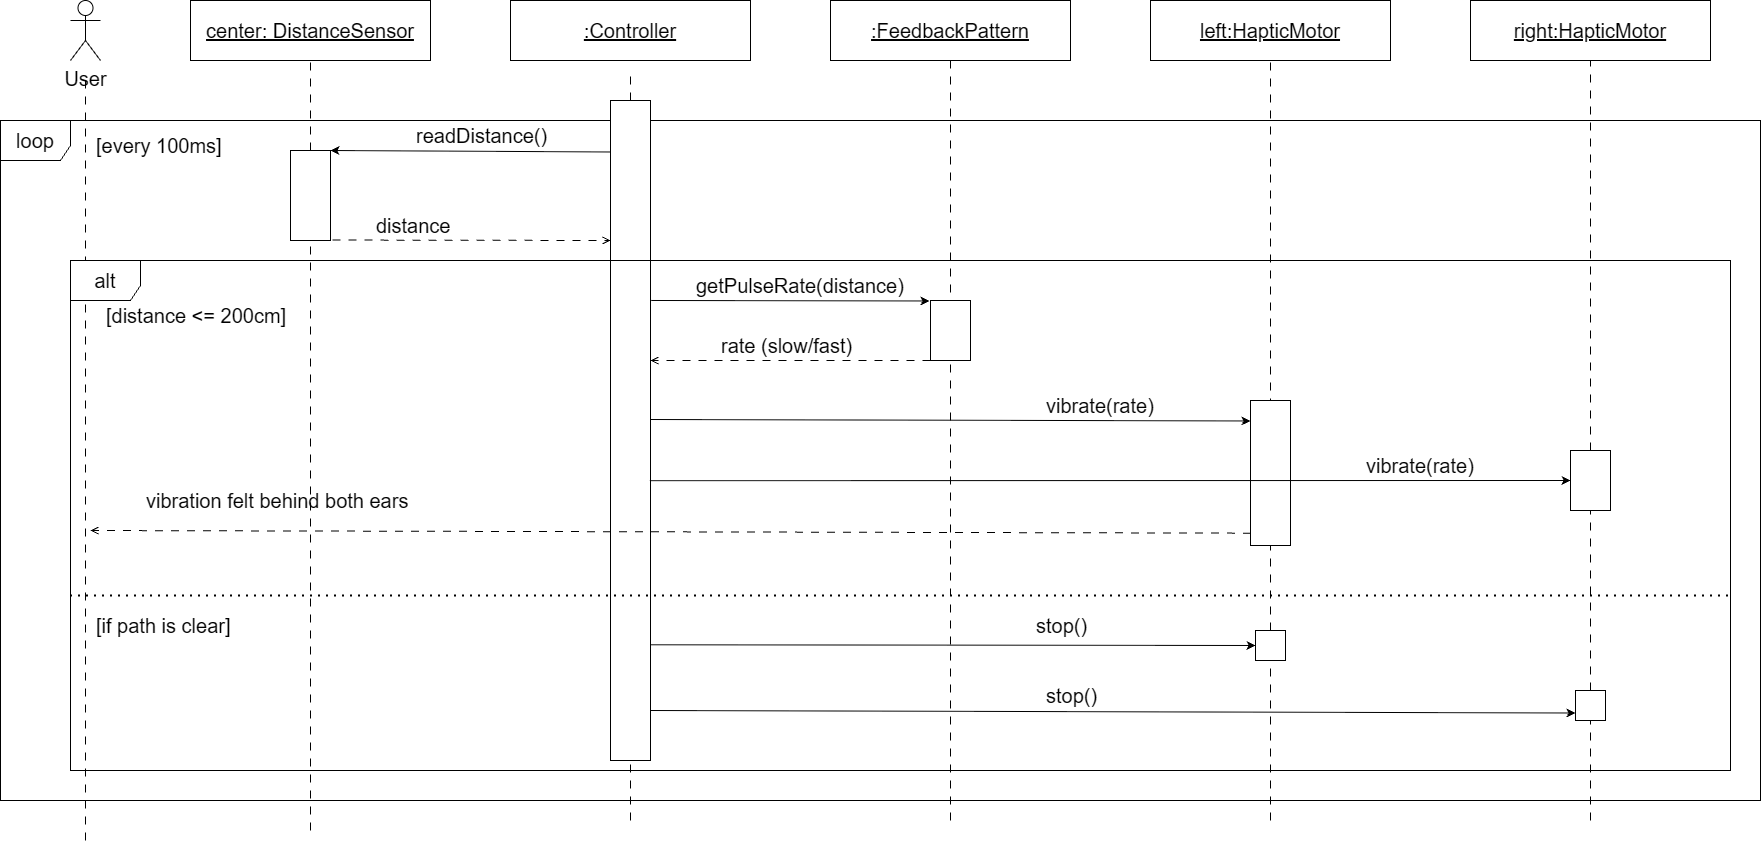 User
center: DistanceSensor
:Controller
:FeedbackPattern
left:HapticMotor
right:HapticMotor
loop
[every 100ms]
readDistance()
distance
alt
[distance <= 200cm]
getPulseRate(distance)
rate (slow/fast)
vibrate(rate)
vibrate(rate)
vibration felt behind both ears
[if path is clear]
stop()
stop()